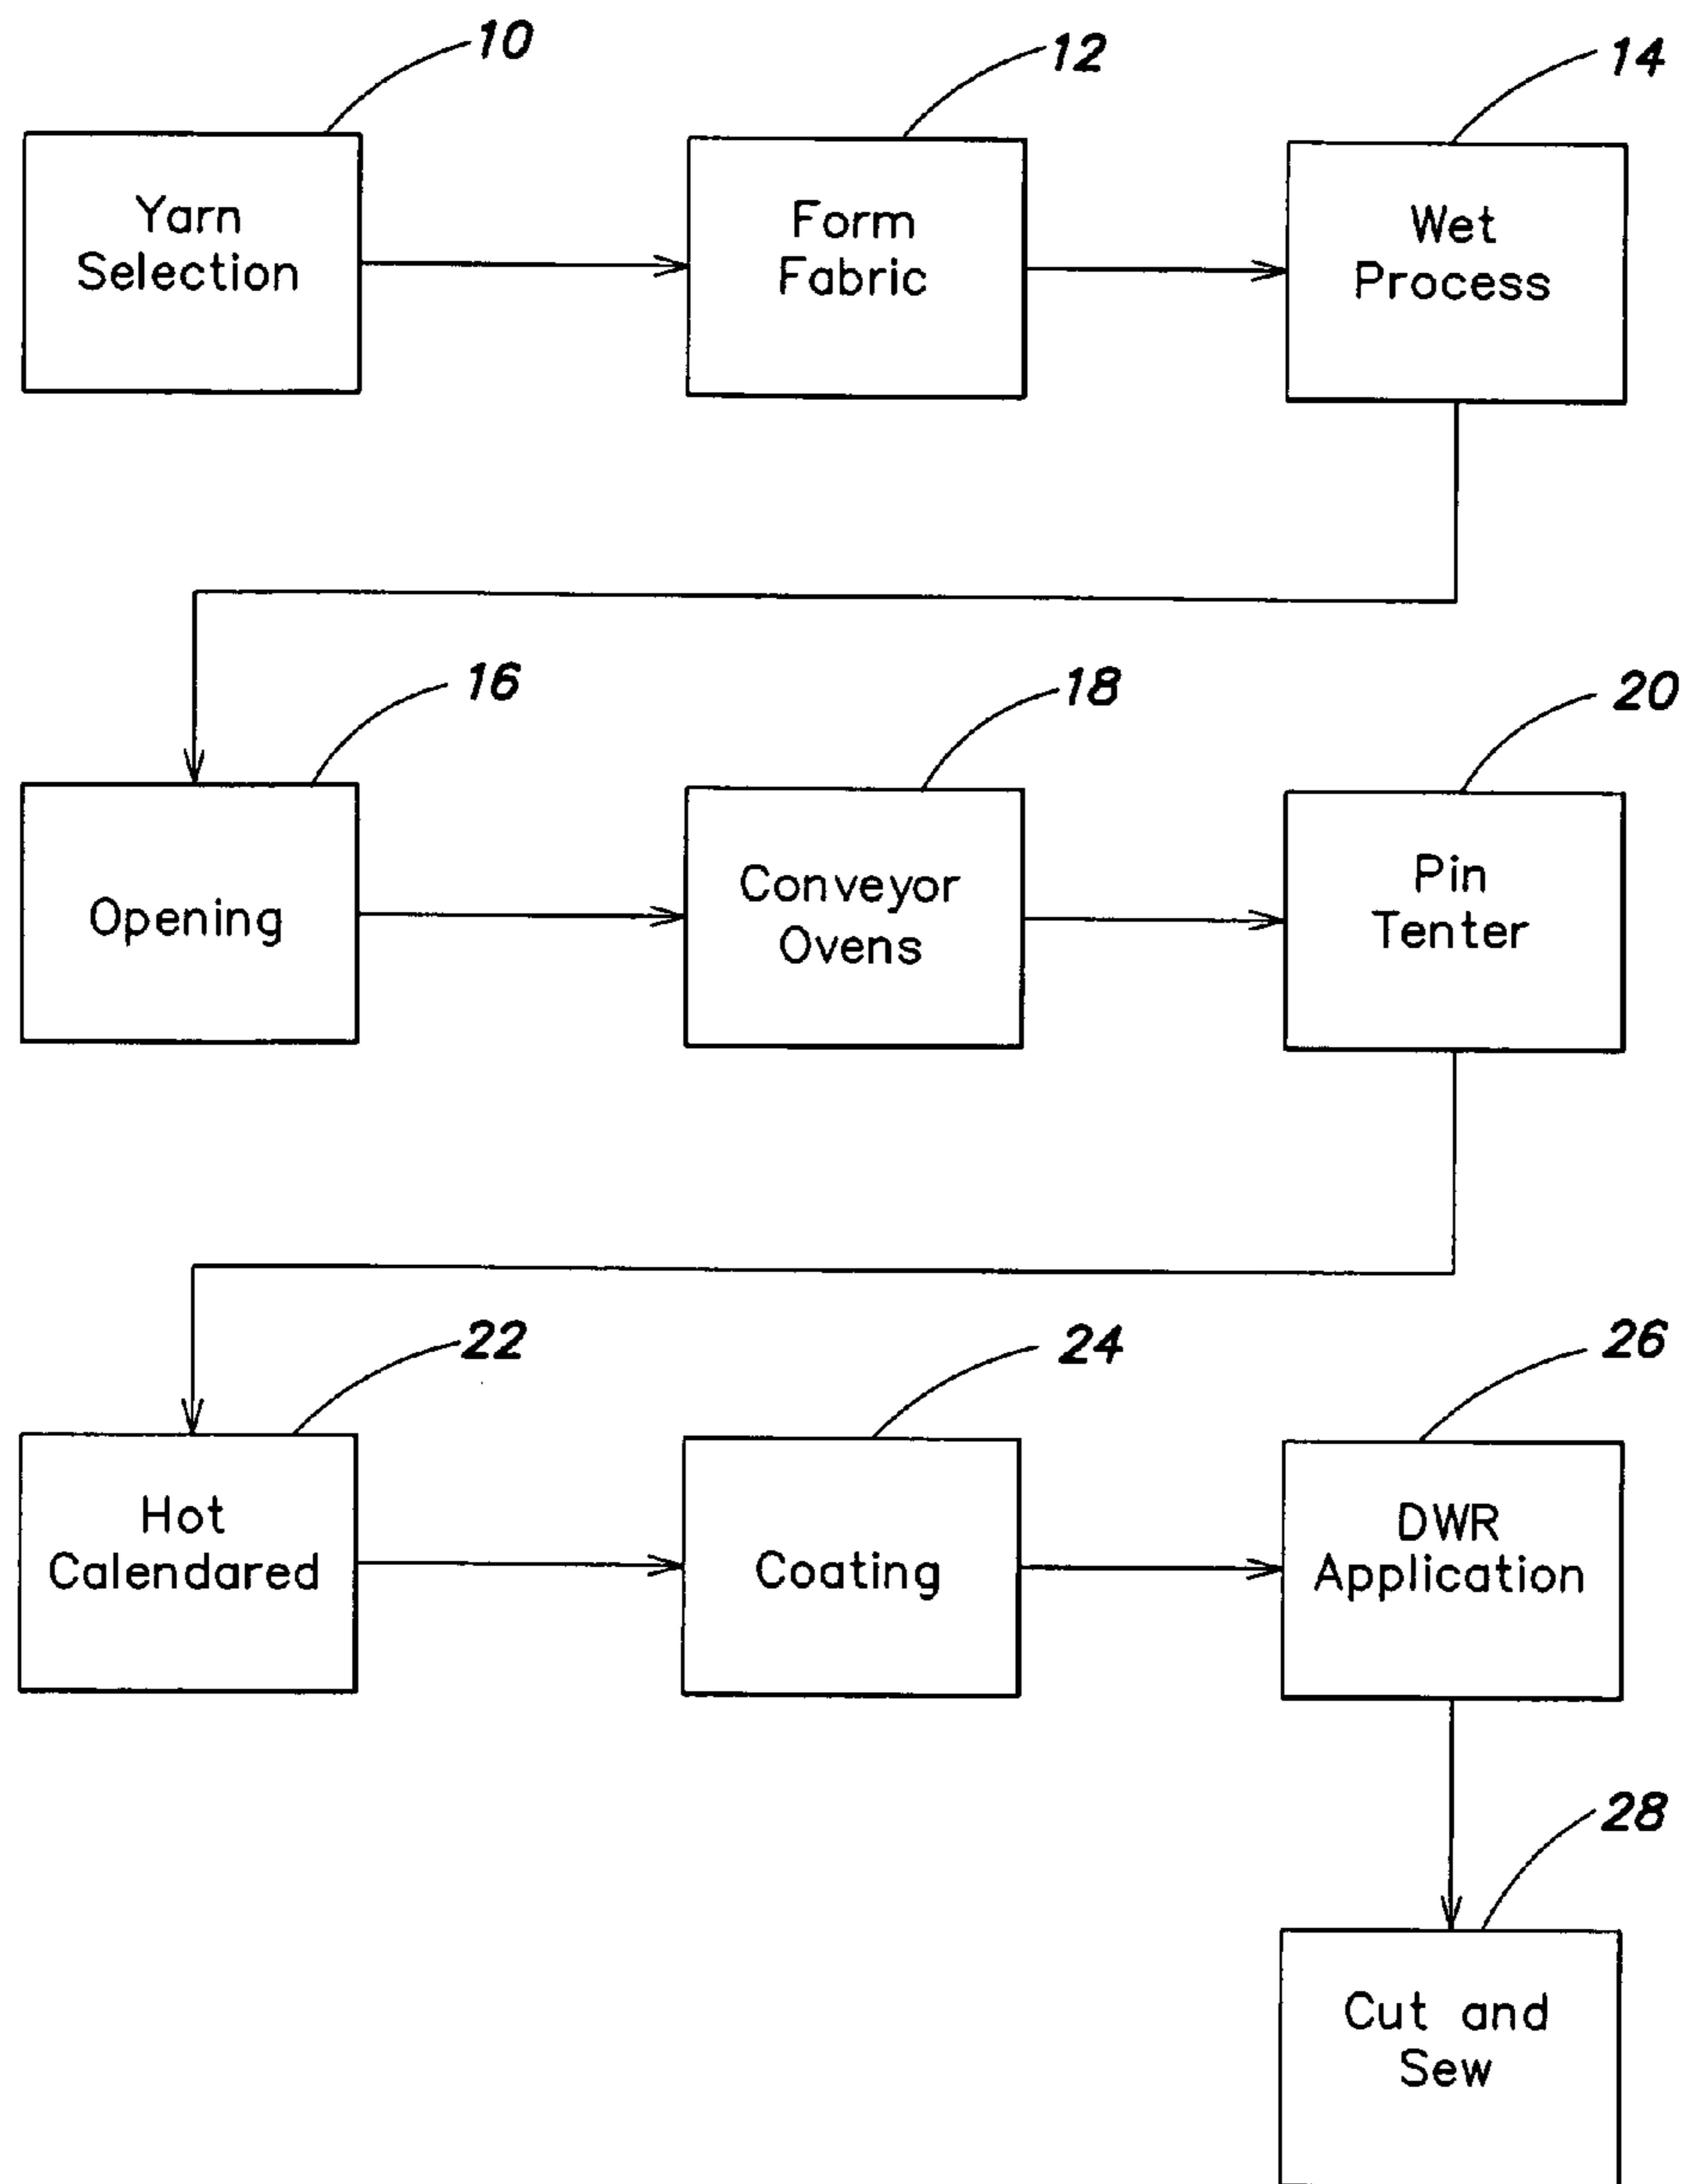 10
12
14
Yarn
Selection
Form
Fabric
Wet
Process
16
18
20
Opening
Conveyor
Ovens
Pin
Tenter
22
24
26
Hot
Calendared
Coating
DWR
Application
28
Cut and
Sew